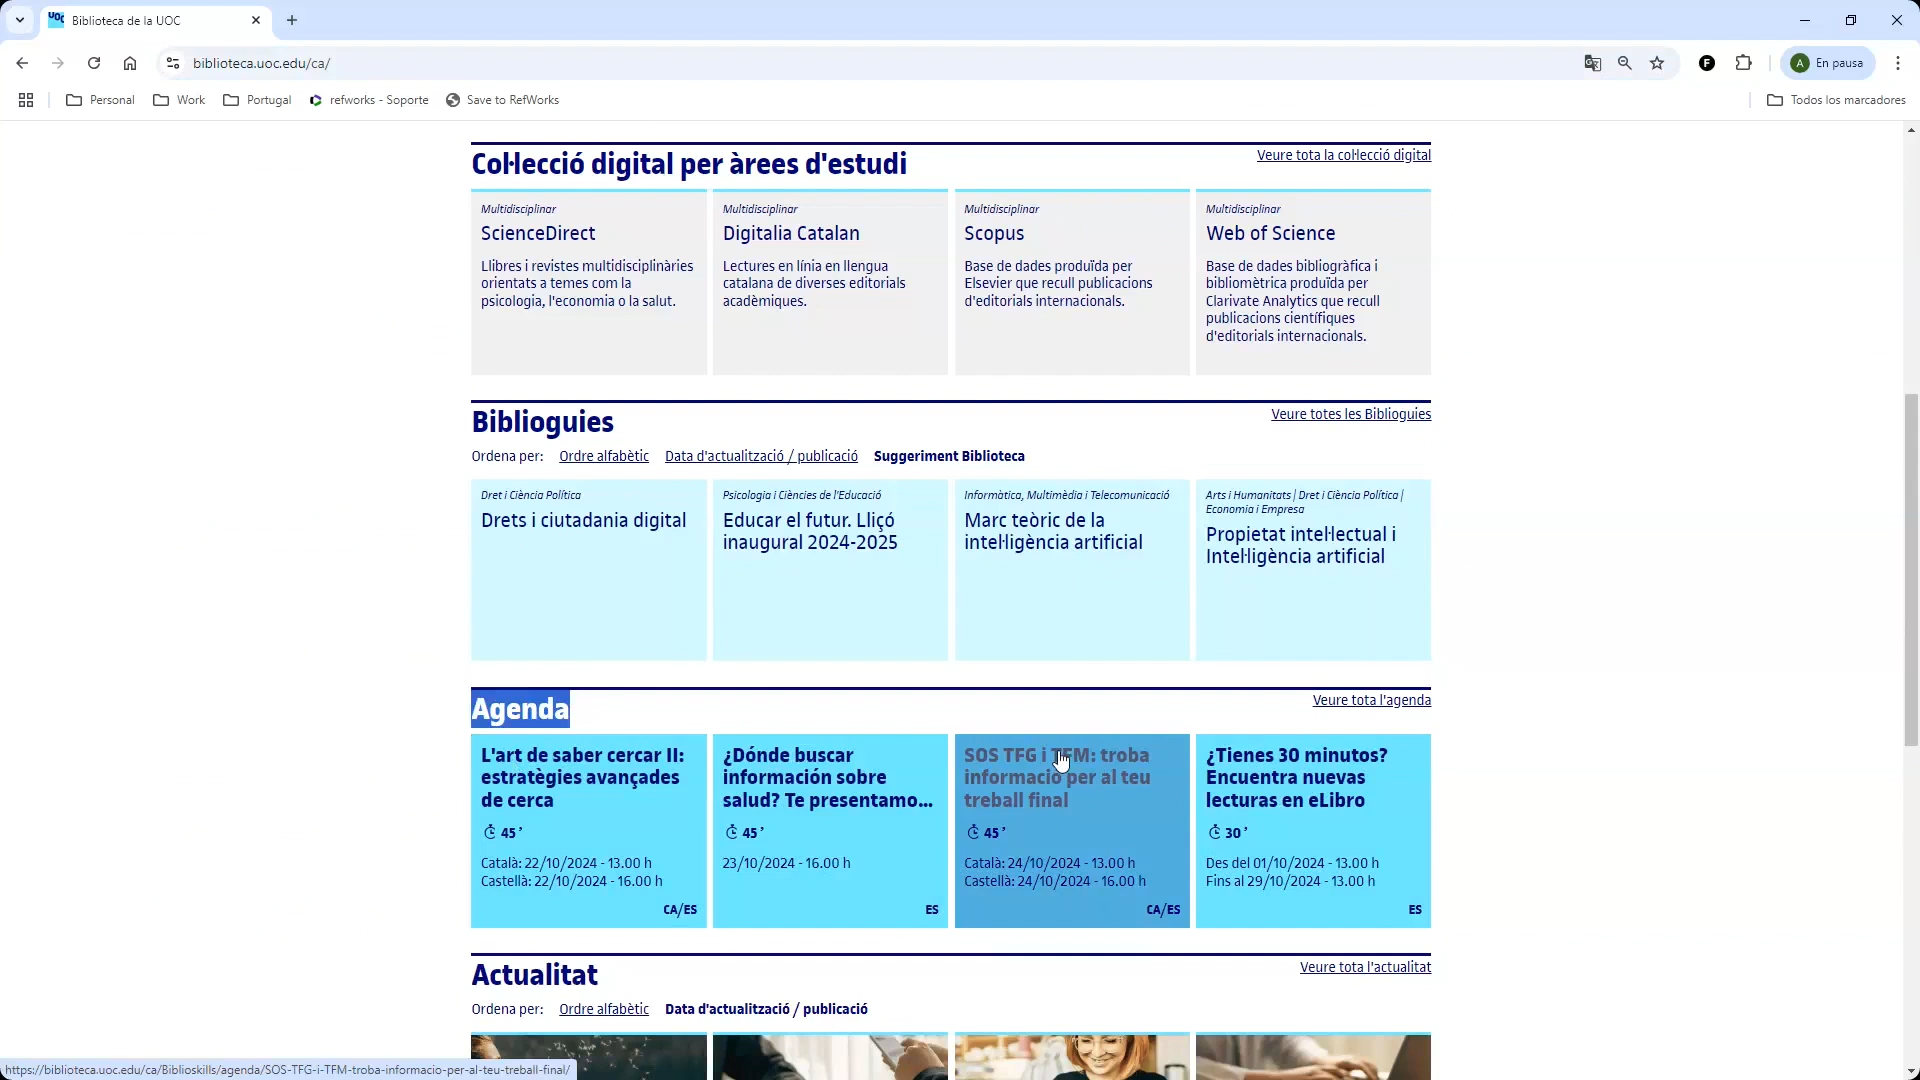 Biblioteca de la UOC
biblioteca.uoc.edu/ca/
A En pausa
Personal
Work
Portugal
refworks - Soporte
Save to RefWorks
Todos los marcadores
Col·lecció digital per àrees d'estudi
Veure tota la col·lecció digital
Multidisciplinar
ScienceDirect
Llibres i revistes multidisciplinàries
orientats a temes com la
psicologia, l'economia o la salut.
Multidisciplinar
Digitalia Catalan
Lectures en línia en llengua
catalana de diverses editorials
acadèmiques.
Multidisciplinar
Scopus
Base de dades produïda per
Elsevier que recull publicacions
d'editorials internacionals.
Multidisciplinar
Web of Science
Base de dades bibliogràfica i
bibliomètrica produïda per
Clarivate Analytics que recull
publicacions científiques
d'editorials internacionals.
Biblioguies
Veure totes les Biblioguies
Ordena per: Ordre alfabètic Data d'actualització / publicació Suggeriment Biblioteca
Dret i Ciència Política
Drets i ciutadania digital
Psicologia i Ciències de l'Educació
Educar el futur. Lliçó
inaugural 2024-2025
Informàtica, Multimèdia i Telecomunicació
Marc teòric de la
intel·ligència artificial
Arts i Humanitats | Dret i Ciència Política |
Economia i Empresa
Propietat intel·lectual i
Intel·ligència artificial
Agenda
Veure tota l'agenda
L'art de saber cercar II:
estratègies avançades
de cerca
45’
Català: 22/10/2024 - 13.00 h
Castellà: 22/10/2024 - 16.00 h
CA/ES
¿Dónde buscar
información sobre
salud? Te presentamo...
45’
23/10/2024 - 16.00 h
ES
SOS TFG i TFM: troba
informació per al teu
treball final
45’
Català: 24/10/2024 - 13.00 h
Castellà: 24/10/2024 - 16.00 h
CA/ES
¿Tienes 30 minutos?
Encuentra nuevas
lecturas en eLibro
30’
Des del 01/10/2024 - 13.00 h
Fins al 29/10/2024 - 13.00 h
ES
Actualitat
Veure tota l'actualitat
Ordena per: Ordre alfabètic Data d'actualització / publicació
https://biblioteca.uoc.edu/ca/Biblioskills/agenda/SOS-TFG-i-TFM-troba-informacio-per-al-teu-treball-final/